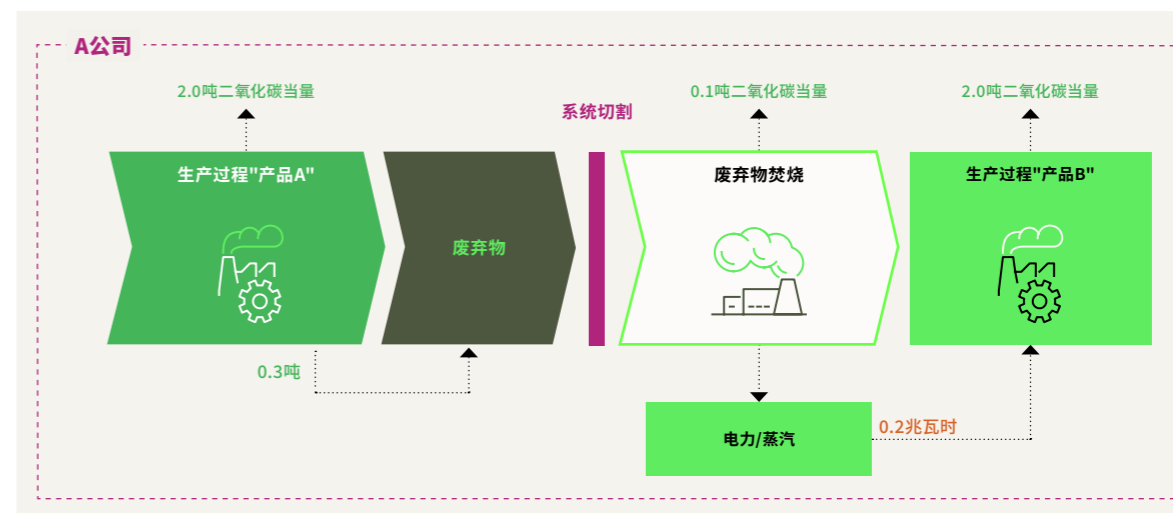 A公司
2.0吨二氧化碳当量
0.1吨二氧化碳当量
2.0吨二氧化碳当量
系统切割
生产过程"产品A"
废弃物
废弃物焚烧
生产过程"产品B"
0.3吨
电力/蒸汽
0.2兆瓦时